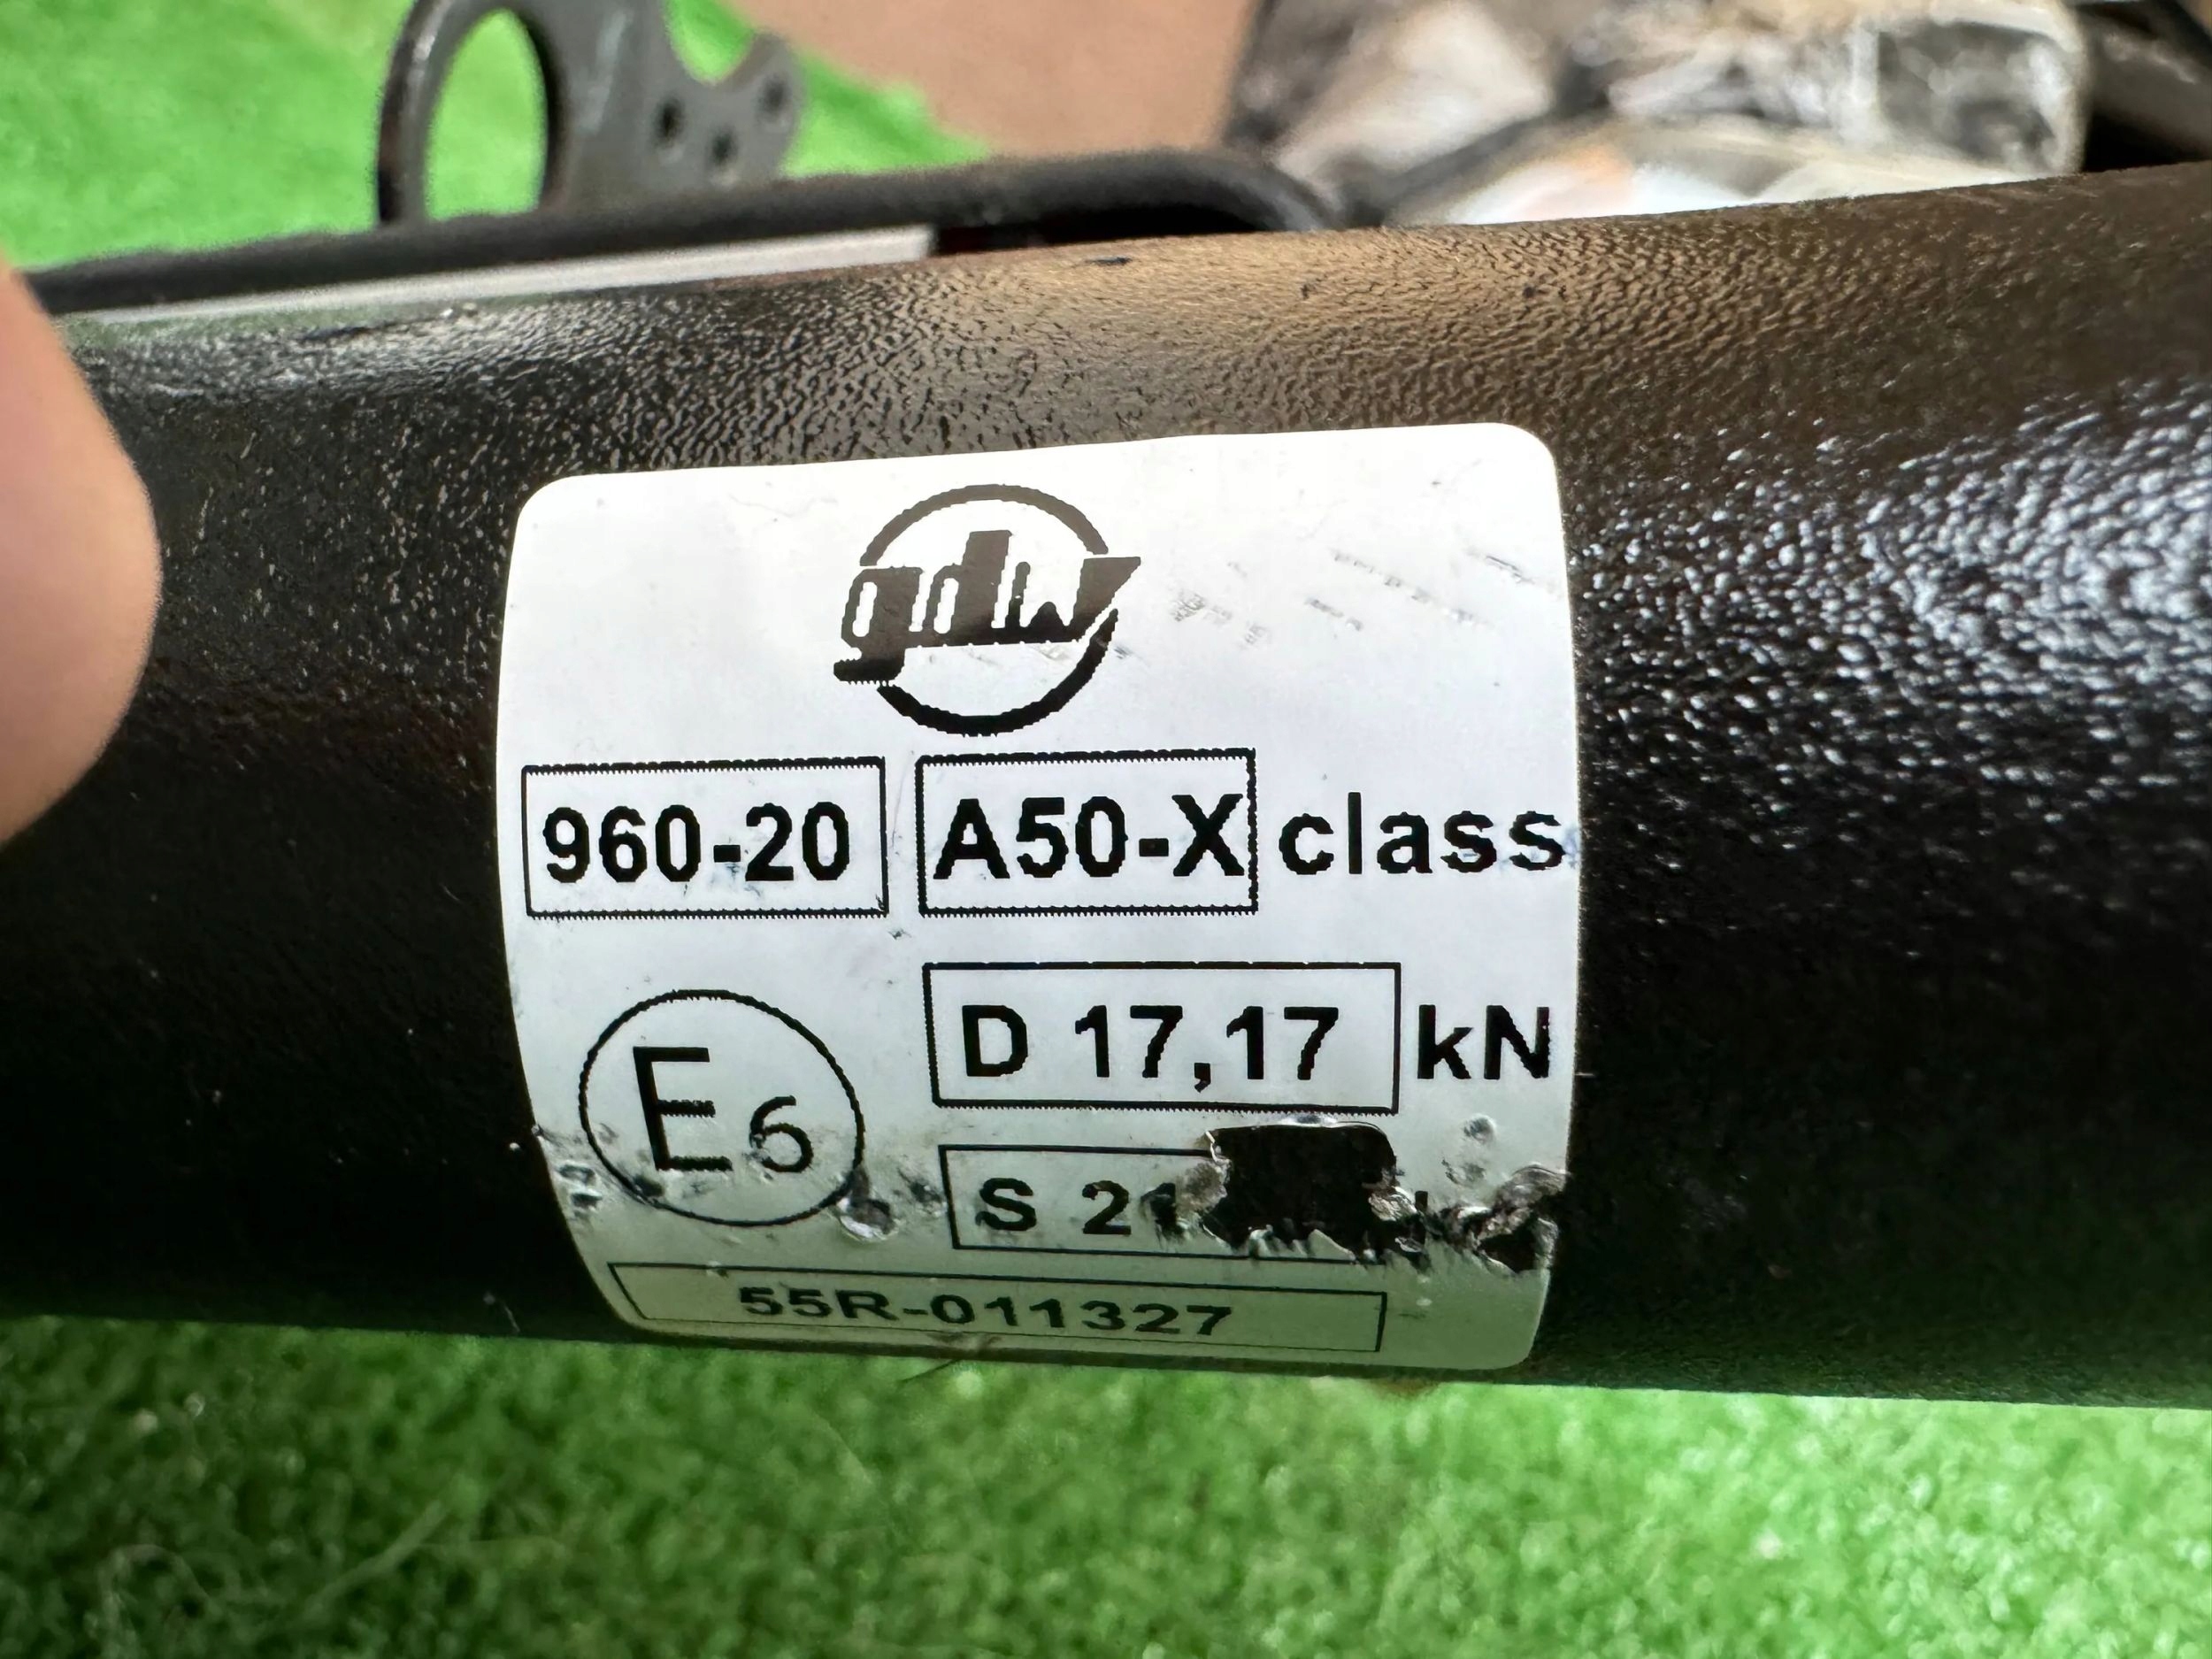 gdw
960-20 A50-X class
E6 D 17,17 kN
S
55R-011327